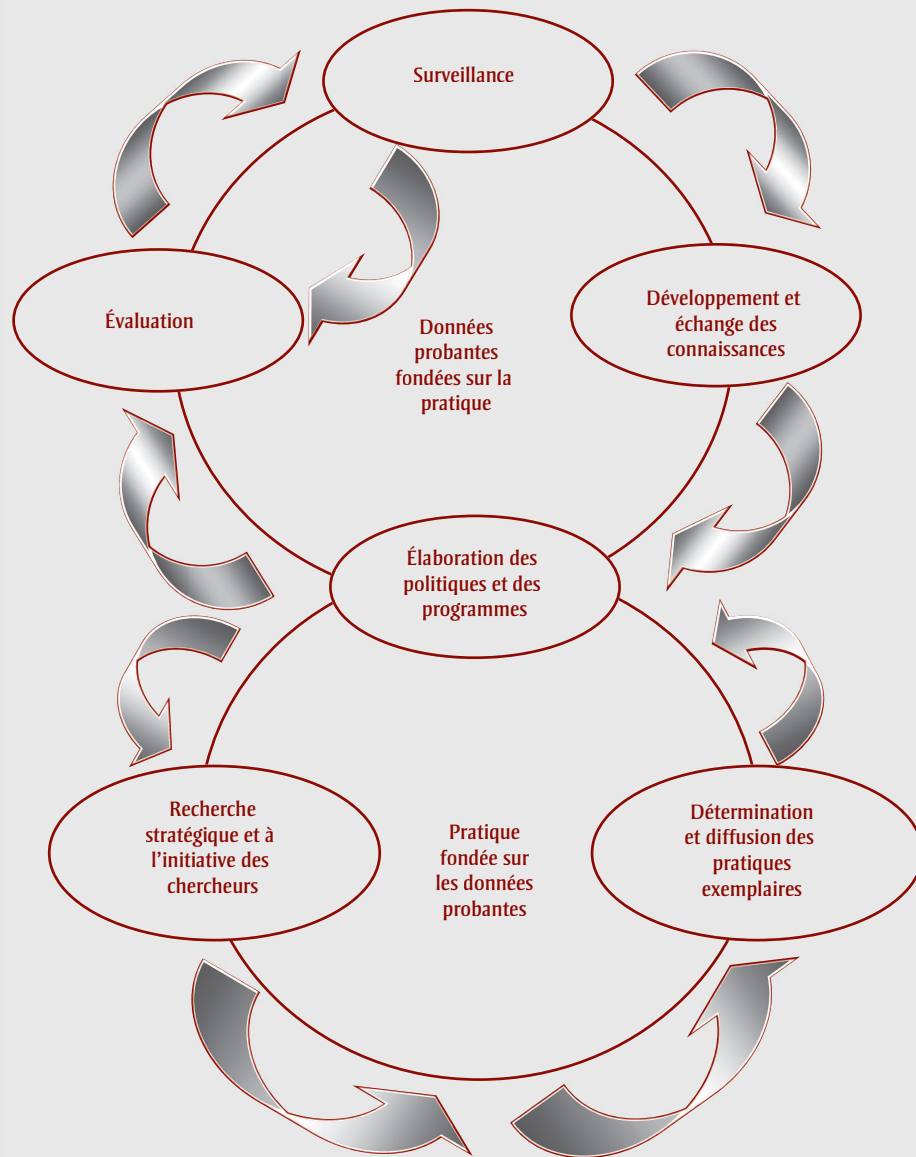 Surveillance
Évaluation
Développement et
échange des
connaissances
Données
probantes
fondées sur la
pratique
Élaboration des
politiques et des
programmes
Recherche
stratégique et à
l’initiative des
chercheurs
Pratique
fondée sur
les données
probantes
Détermination
et diffusion des
pratiques
exemplaires